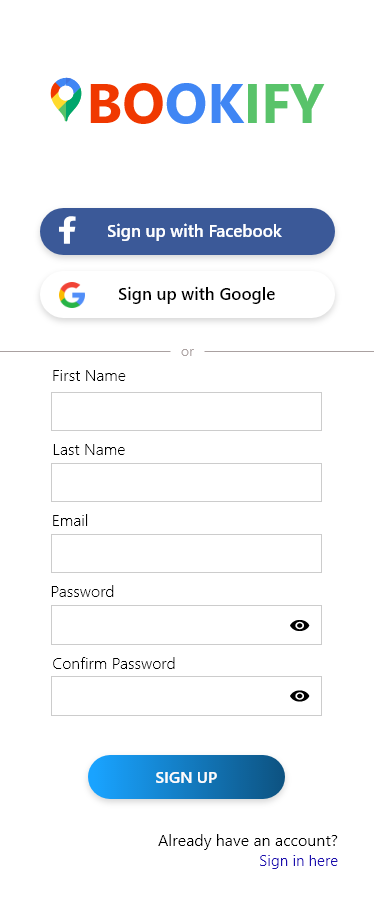 BOOKIFY
Sign up with Facebook
Sign up with Google
or
First Name
Last Name
Email
Password
Confirm Password
SIGN UP
Already have an account?
Sign in here